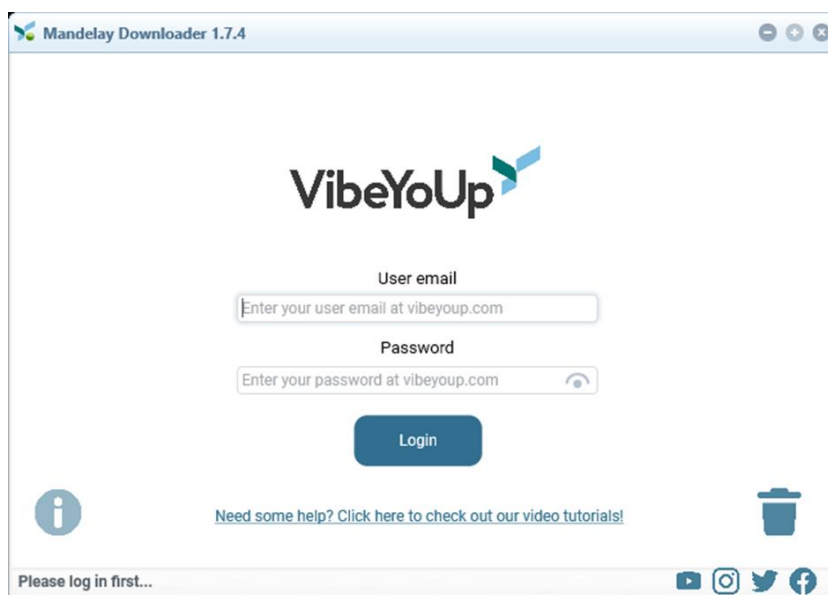 Mandelay Downloader 1.7.4
VibeYoUp
User email
Enter your user email at vibeyoup.com
Password
Enter your password at vibeyoup.com
Login
Need some help? Click here to check out our video tutorials!
Please log in first...